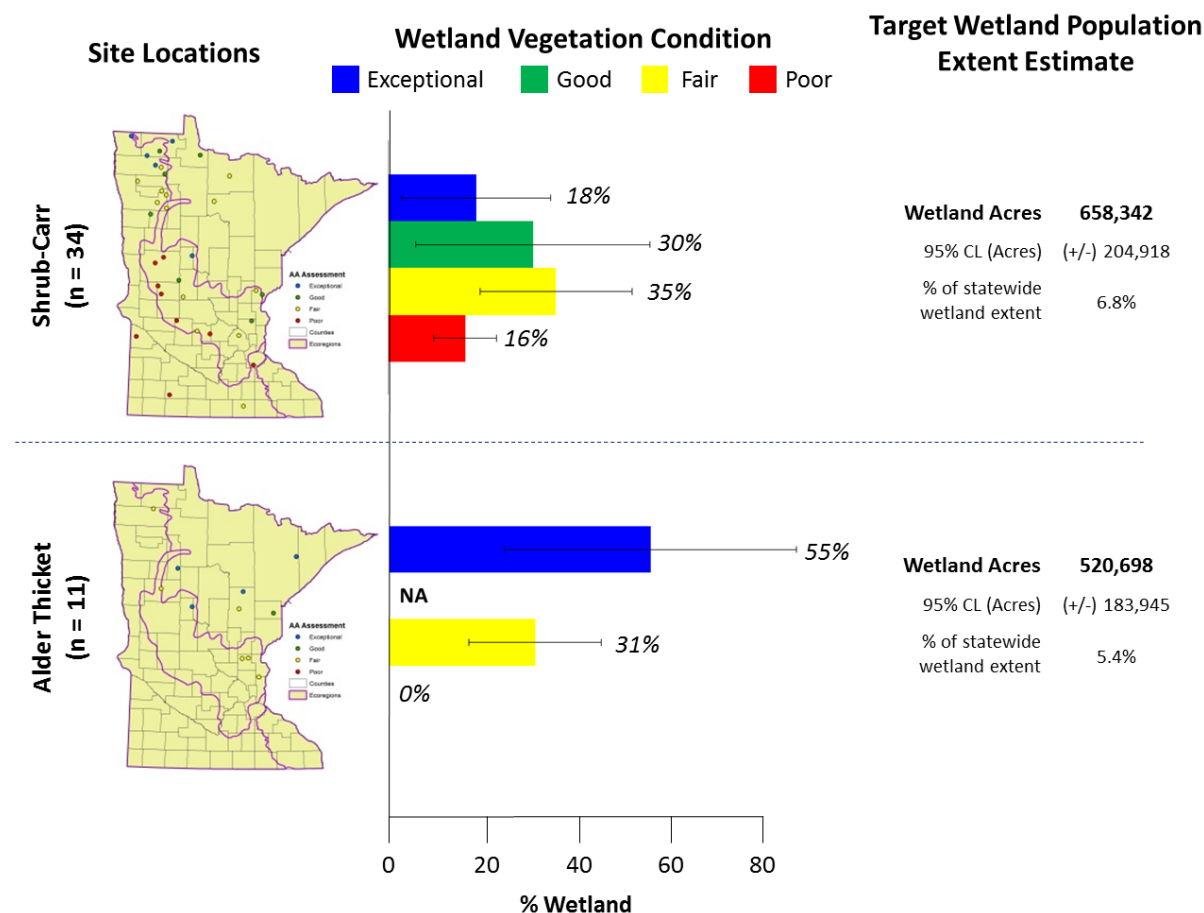 Site Locations
Wetland Vegetation Condition
Target Wetland Population
Extent Estimate
Exceptional
Good
Fair
Poor
Shrub-Carr
(n = 34)
AA Assessment
Exceptional
Good
Fair
Poor
Counties
Ecoregions
18%
30%
35%
16%
Wetland Acres 658,342
95% CL (Acres) (+/-) 204,918
% of statewide
wetland extent
6.8%
Alder Thicket
(n = 11)
AA Assessment
Exceptional
Good
Fair
Poor
Counties
Ecoregions
55%
NA
31%
0%
Wetland Acres 520,698
95% CL (Acres) (+/-) 183,945
% of statewide
wetland extent
5.4%
0 20 40 60 80
% Wetland